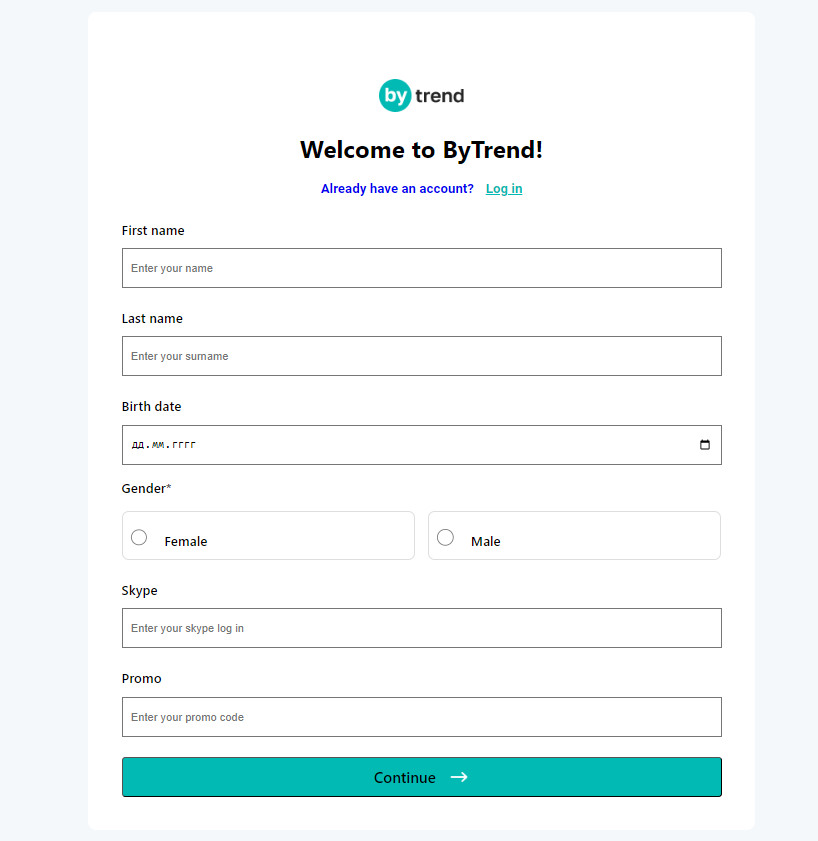 by trend
Welcome to ByTrend!
Already have an account? Log in
First name
Enter your name
Last name
Enter your surname
Birth date
дд.мм.гггг
Gender*
Female
Male
Skype
Enter your skype log in
Promo
Enter your promo code
Continue